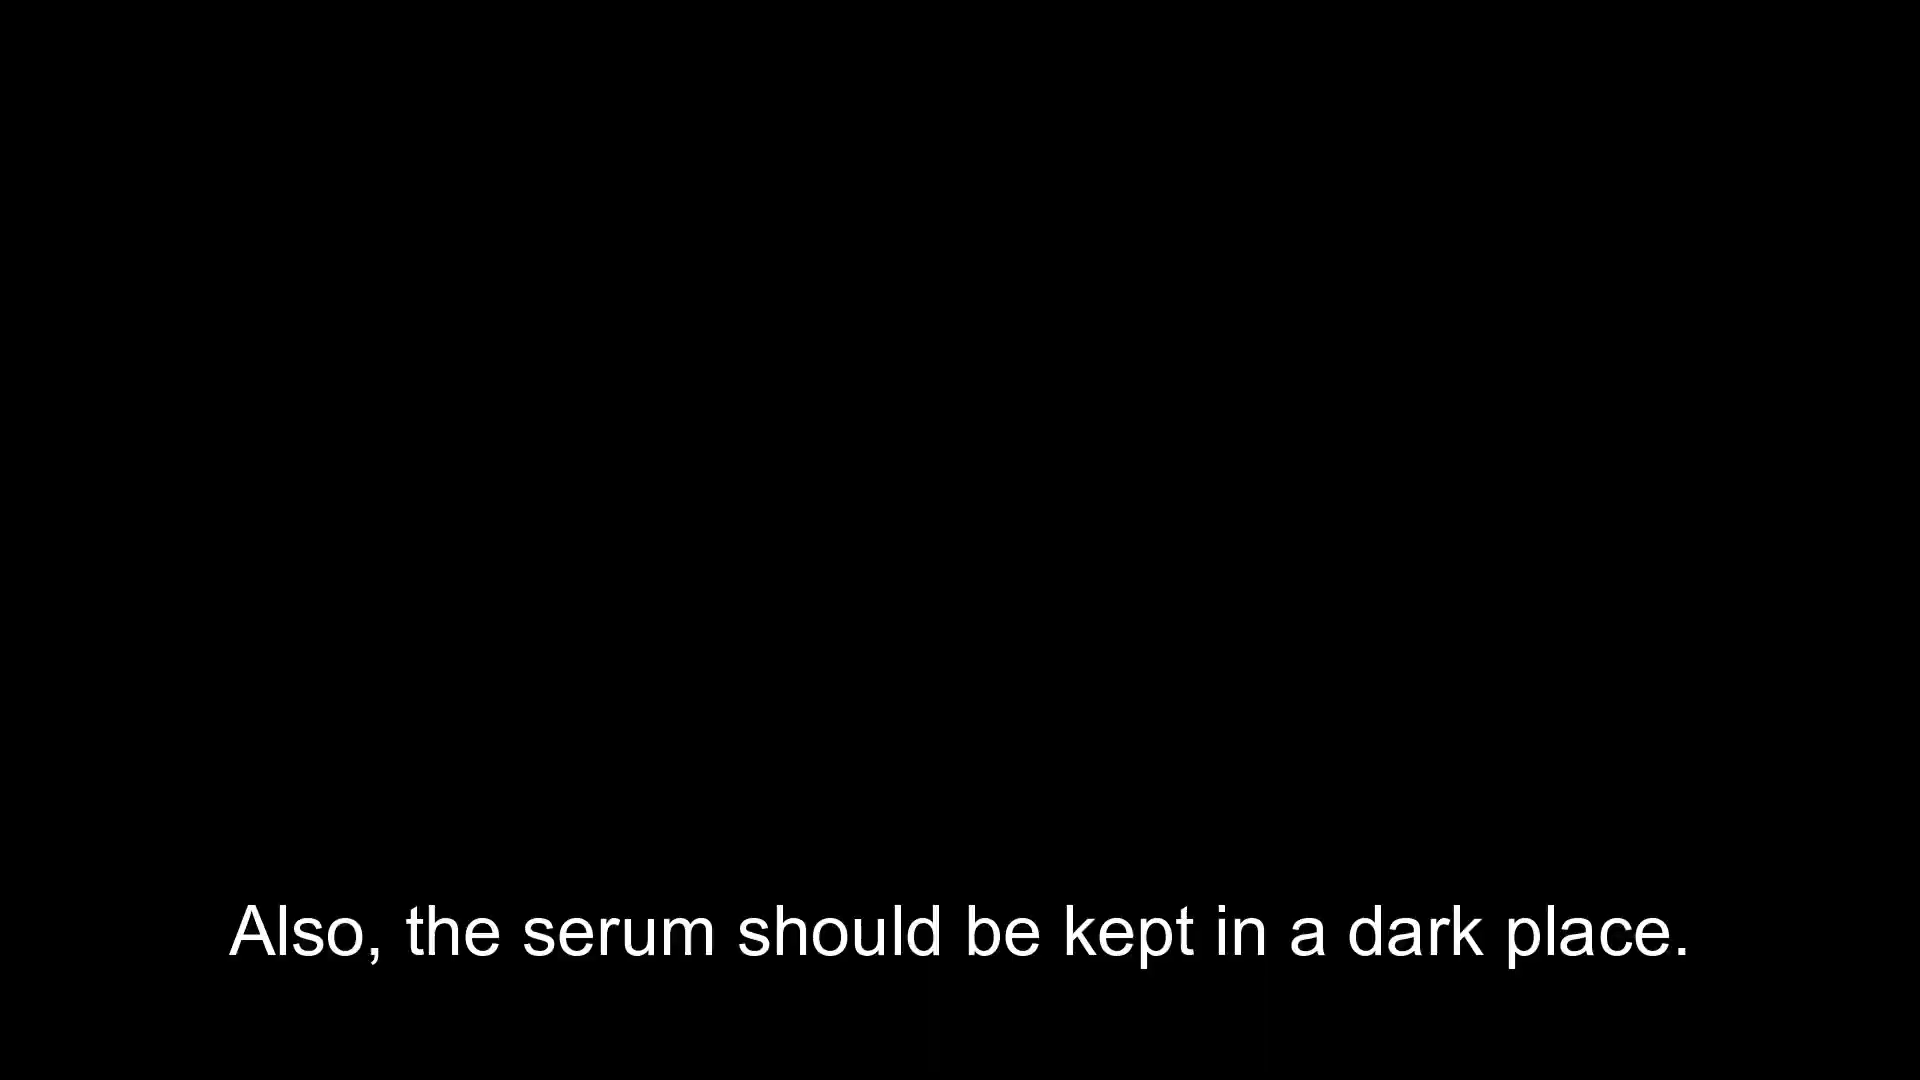 Also, the serum should be kept in a dark place.